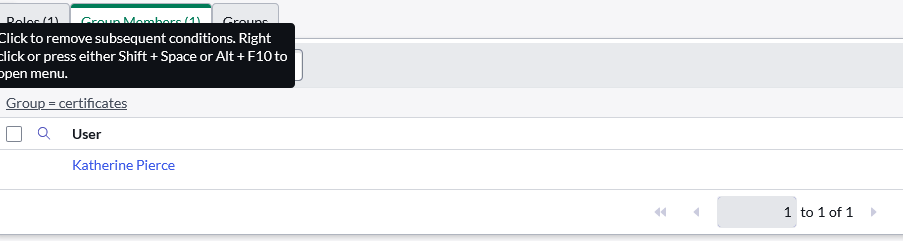 Roles (1) Group Members (1) Groups
Click to remove subsequent conditions. Right
click or press either Shift + Space or Alt + F10 to
open menu.
Group = certificates
User
Katherine Pierce
1 to 1 of 1